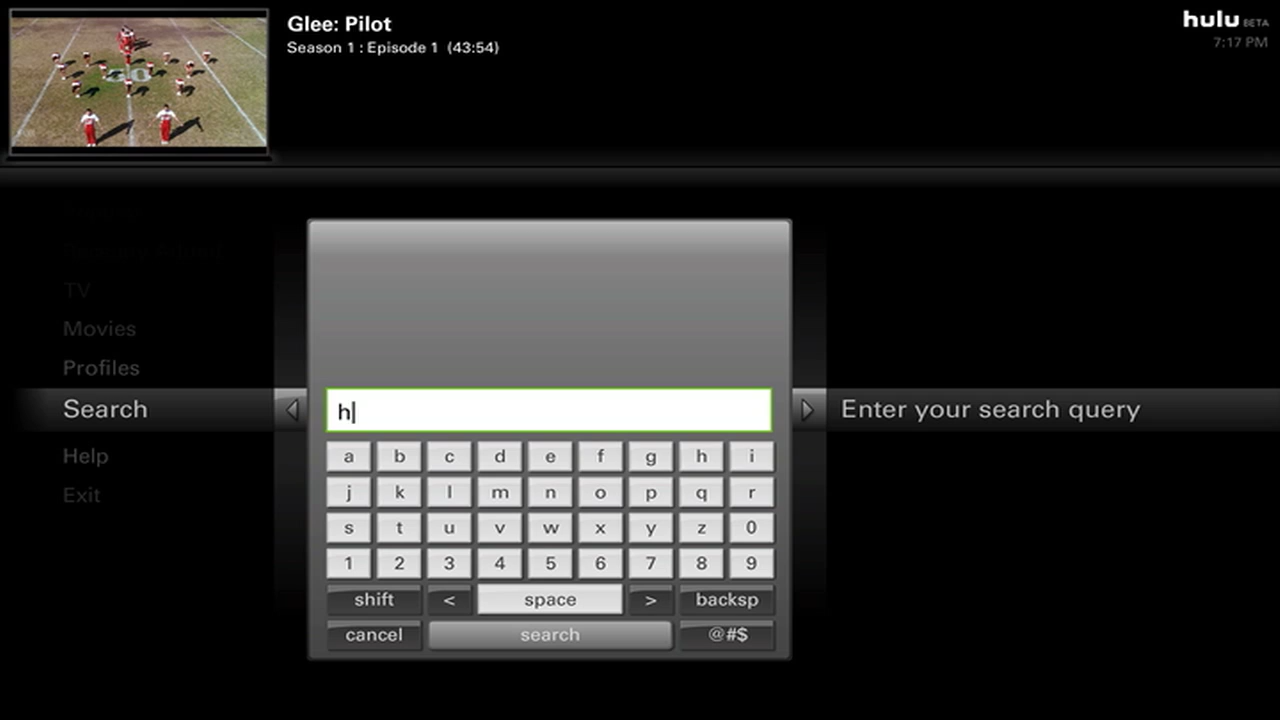 Glee: Pilot
Season 1 : Episode 1 (43:54)
hulu BETA
7:17 PM
TV
Movies
Profiles
Search
Help
Exit
h
a b c d e f g h i
j k l m n o p q r
s t u v w x y z 0
1 2 3 4 5 6 7 8 9
shift < space > backsp
cancel search @#$
Enter your search query